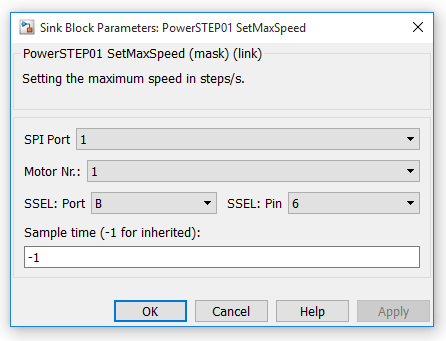 Sink Block Parameters: PowerSTEP01 SetMaxSpeed
PowerSTEP01 SetMaxSpeed (mask) (link)
Setting the maximum speed in steps/s.
SPI Port 1
Motor Nr.: 1
SSEL: Port B SSEL: Pin 6
Sample time (-1 for inherited):
-1
OK Cancel Help Apply